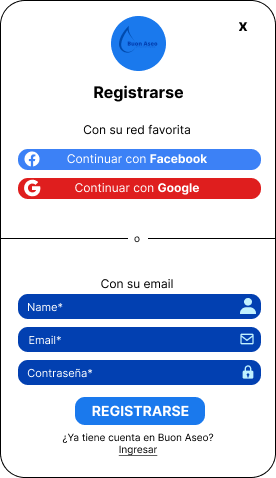 x
Buon Aseo
Registrarse
Con su red favorita
Continuar con Facebook
Continuar con Google
o
Con su email
Name*
Email*
Contraseña*
REGISTRARSE
¿Ya tiene cuenta en Buon Aseo?
Ingresar